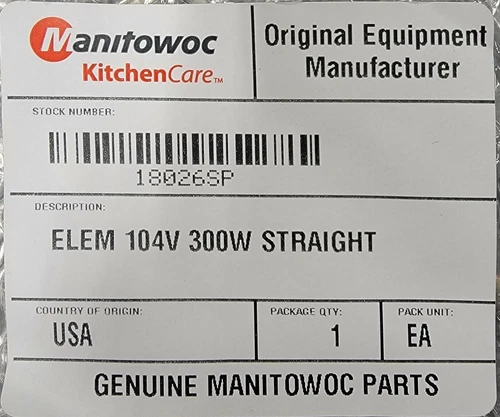 Manitowoc
KitchenCare™
Original Equipment
Manufacturer
STOCK NUMBER:
18026SP
DESCRIPTION:
ELEM 104V 300W STRAIGHT
COUNTRY OF ORIGIN:
USA
PACKAGE QTY:
1
PACK UNIT:
EA
GENUINE MANITOWOC PARTS